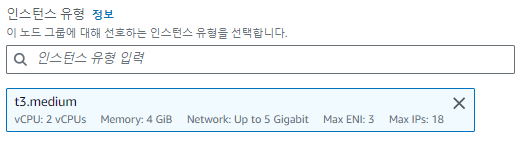 인스턴스 유형 정보
이 노드 그룹에 대해 선호하는 인스턴스 유형을 선택합니다.
인스턴스 유형 입력
t3.medium
vCPU: 2 vCPUs Memory: 4 GiB Network: Up to 5 Gigabit Max ENI: 3 Max IPs: 18